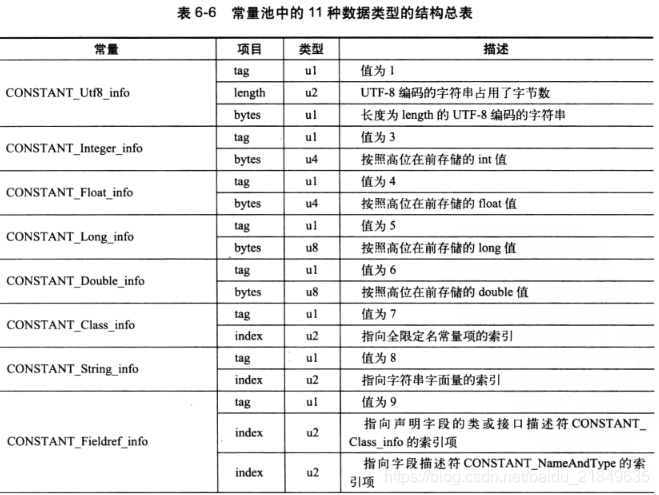 表 6-6 常量池中的 11 种数据类型的结构总表
常量 项目 类型 描述
CONSTANT_Utf8_info tag u1 值为 1
length u2 UTF-8 编码的字符串占用了字节数
bytes u1 长度为 length 的 UTF-8 编码的字符串
CONSTANT_Integer_info tag u1 值为 3
bytes u4 按照高位在前存储的 int 值
CONSTANT_Float_info tag u1 值为 4
bytes u4 按照高位在前存储的 float 值
CONSTANT_Long_info tag u1 值为 5
bytes u8 按照高位在前存储的 long 值
CONSTANT_Double_info tag u1 值为 6
bytes u8 按照高位在前存储的 double 值
CONSTANT_Class_info tag u1 值为 7
index u2 指向全限定名常量项的索引
CONSTANT_String_info tag u1 值为 8
index u2 指向字符串字面量的索引
CONSTANT_Fieldref_info tag u1 值为 9
index u2 指向声明字段的类或接口描述符 CONSTANT_
Class_info 的索引项
index u2 指向字段描述符 CONSTANT_NameAndType 的索
引项
https://blog.csdn.net/baidu_21349635